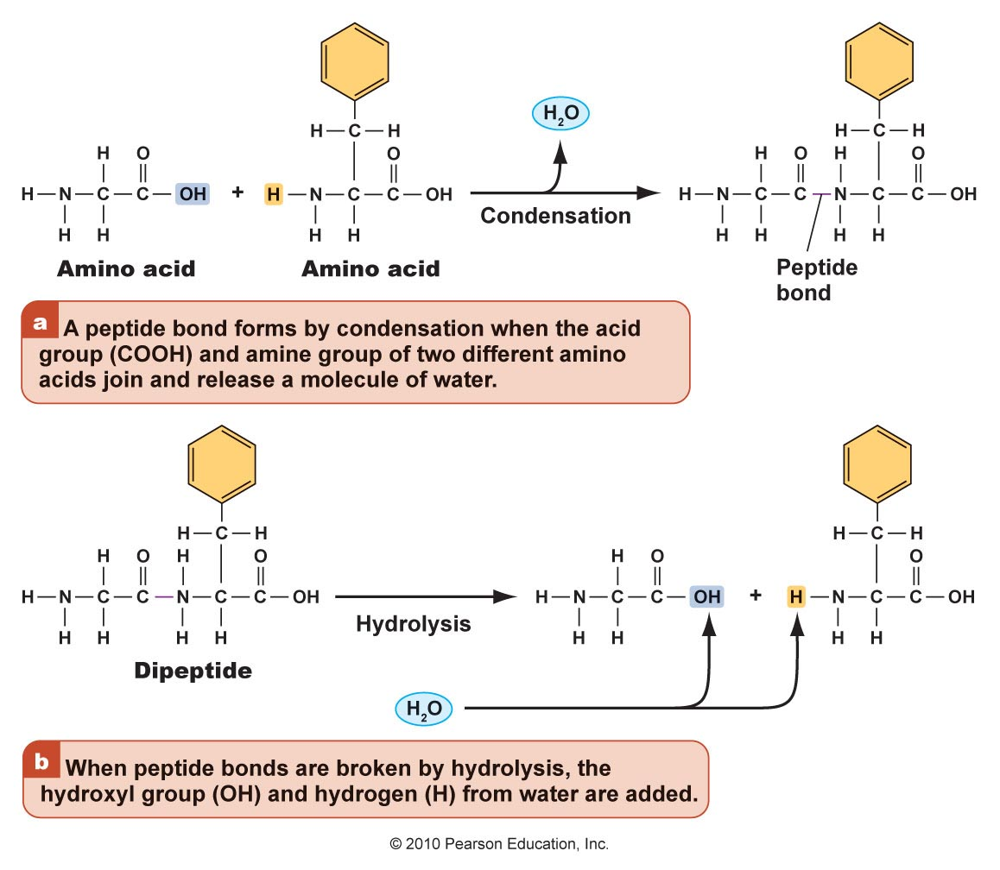 H H
H—C—H H₂O H—C—H
H O O H O H O
H—N—C—C—OH + H—N—C—C—OH H—N—C—C—N—C—C—OH
Condensation
H H H H H H H H
Amino acid Amino acid Peptide
bond
a A peptide bond forms by condensation when the acid
group (COOH) and amine group of two different amino
acids join and release a molecule of water.
H—C—H H—C—H
H O H O H O O
H—N—C—C—N—C—C—OH H—N—C—C—OH + H—N—C—C—OH
Hydrolysis
H H H H H H H H
Dipeptide
H₂O
b When peptide bonds are broken by hydrolysis, the
hydroxyl group (OH) and hydrogen (H) from water are added.
© 2010 Pearson Education, Inc.